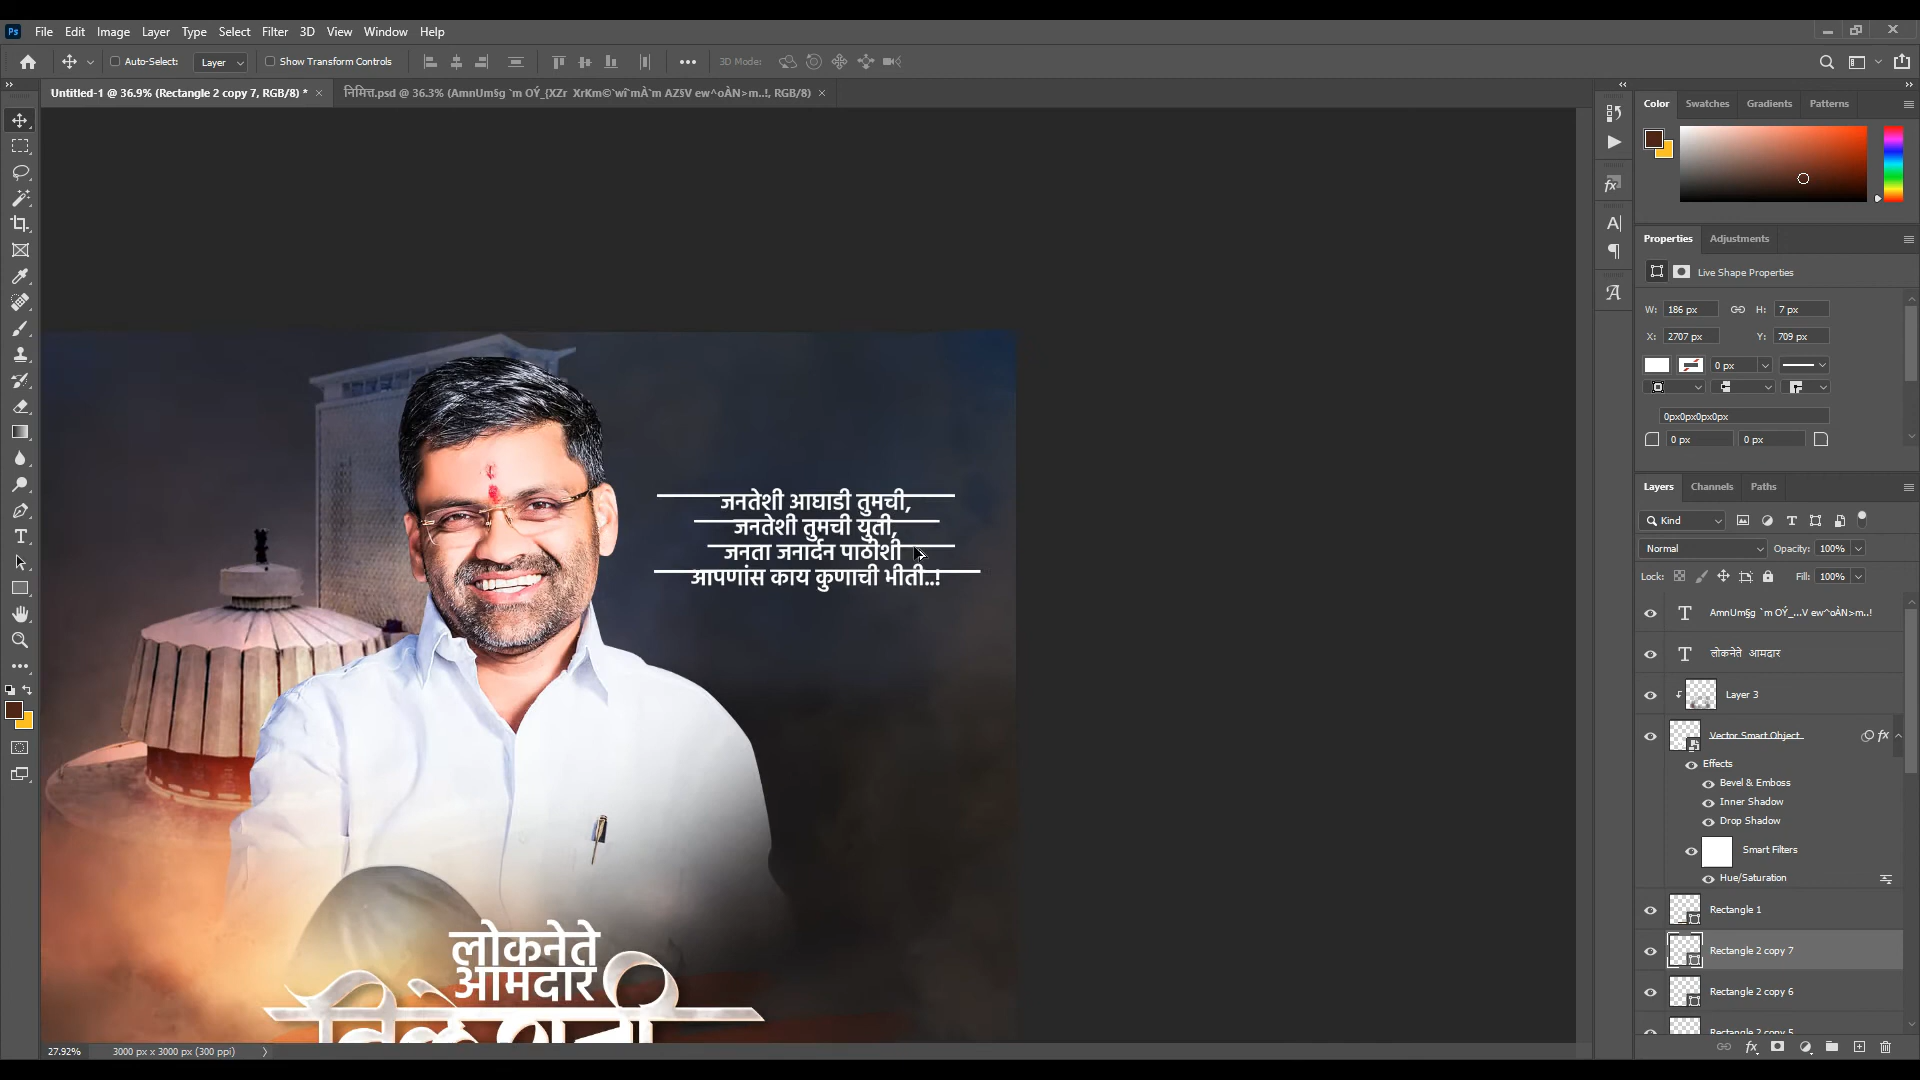 Ps File Edit Image Layer Type Select Filter 3D View Window Help
Auto-Select: Layer Show Transform Controls 3D Mode:
Untitled-1 @ 36.9% (Rectangle 2 copy 7, RGB/8) * × निमित्त.psd @ 36.3% (AmnUm§g `m OÝ_{XZr XrKm©`wî`mÀ`m AZ§V ew^oÀN>m..!, RGB/8) ×
Color Swatches Gradients Patterns
Properties Adjustments
Live Shape Properties
W: 186 px H: 7 px
X: 2707 px Y: 709 px
0 px
0px0px0px0px
0 px 0 px
जनतेशी आघाडी तुमची,
जनतेशी तुमची युती,
जनता जनार्दन पाठीशी
आपणांस काय कुणाची भीती..!
लोकनेते
आमदार
Layers Channels Paths
Kind
Normal Opacity: 100%
Lock: Fill: 100%
AmnUm§g `m OÝ_...V ew^oÀN>m..!
लोकनेते आमदार
Layer 3
Vector Smart Object fx
Effects
Bevel & Emboss
Inner Shadow
Drop Shadow
Smart Filters
Hue/Saturation
Rectangle 1
Rectangle 2 copy 7
Rectangle 2 copy 6
Rectangle 2 copy 5
27.92% 3000 px x 3000 px (300 ppi)